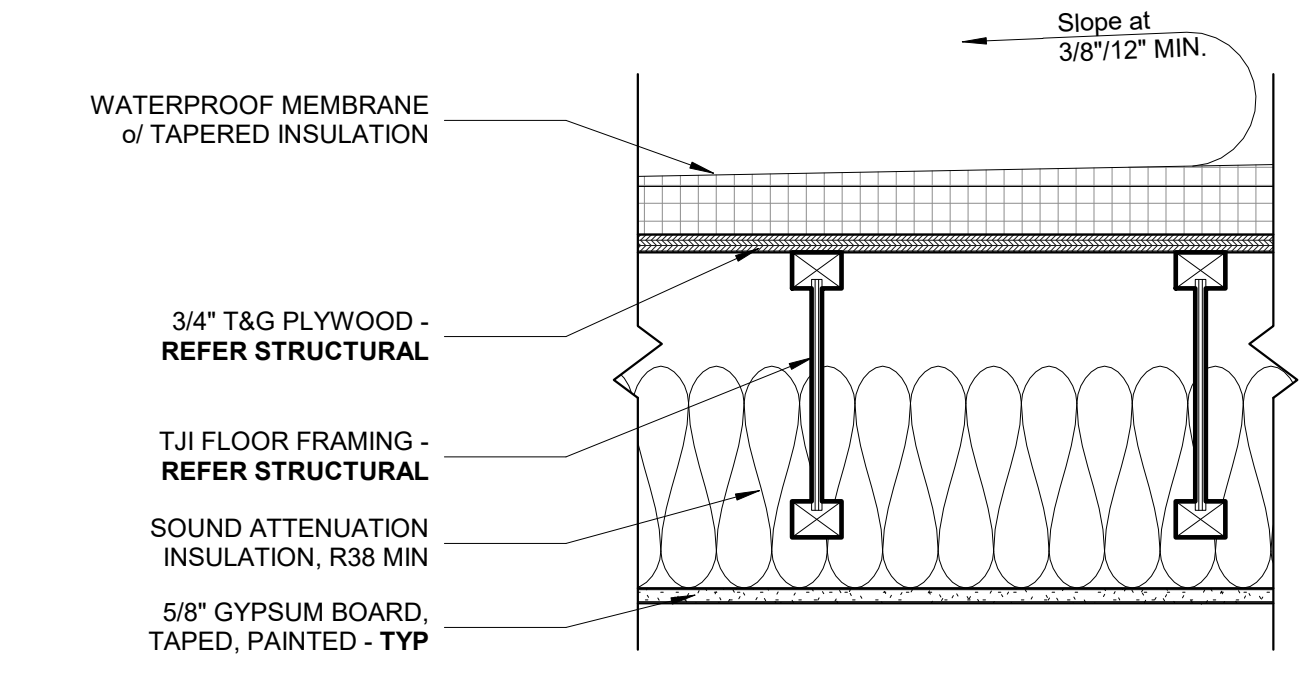 Slope at
3/8"/12" MIN.
WATERPROOF MEMBRANE
o/ TAPERED INSULATION
3/4" T&G PLYWOOD -
REFER STRUCTURAL
TJI FLOOR FRAMING -
REFER STRUCTURAL
SOUND ATTENUATION
INSULATION, R38 MIN
5/8" GYPSUM BOARD,
TAPED, PAINTED - TYP